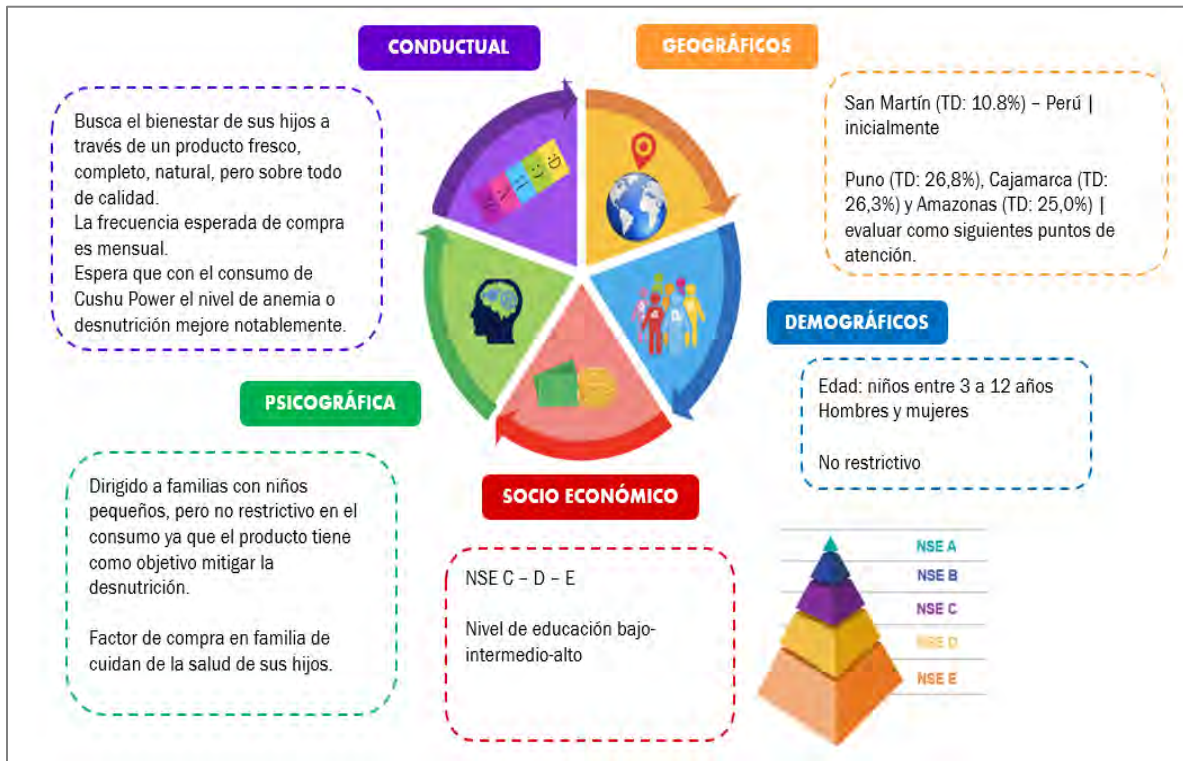 CONDUCTUAL
Busca el bienestar de sus hijos a
través de un producto fresco,
completo, natural, pero sobre todo
de calidad.
La frecuencia esperada de compra
es mensual.
Espera que con el consumo de
Cushu Power el nivel de anemia o
desnutrición mejore notablemente.
GEOGRÁFICOS
San Martín (TD: 10.8%) – Perú |
inicialmente
Puno (TD: 26,8%), Cajamarca (TD:
26,3%) y Amazonas (TD: 25,0%) |
evaluar como siguientes puntos de
atención.
DEMOGRÁFICOS
Edad: niños entre 3 a 12 años
Hombres y mujeres
No restrictivo
PSICOGRÁFICA
Dirigido a familias con niños
pequeños, pero no restrictivo en el
consumo ya que el producto tiene
como objetivo mitigar la
desnutrición.
Factor de compra en familia de
cuidan de la salud de sus hijos.
SOCIO ECONÓMICO
NSE C – D – E
Nivel de educación bajo-
intermedio-alto
NSE A
NSE B
NSE C
NSE D
NSE E